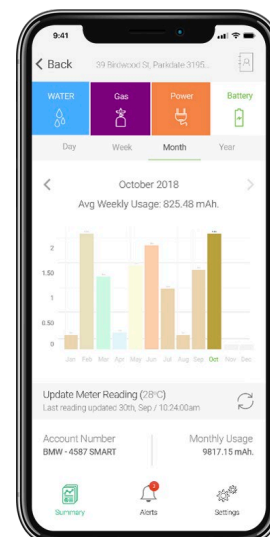 9:41
Back 39 Birdwood St, Parkdale 3195...
WATER Gas Power Battery
Day Week Month Year
October 2018
Avg Weekly Usage: 825.48 mAh.
2
1.50
1
0.50
0
Jan Feb Mar Apr May Jun Jul Aug Sep Oct Nov Dec
Update Meter Reading (28°C)
Last reading updated 30th, Sep / 10:24:00am
Account Number Monthly Usage
BMW - 4587 SMART 9817.15 mAh.
Summary Alerts Settings